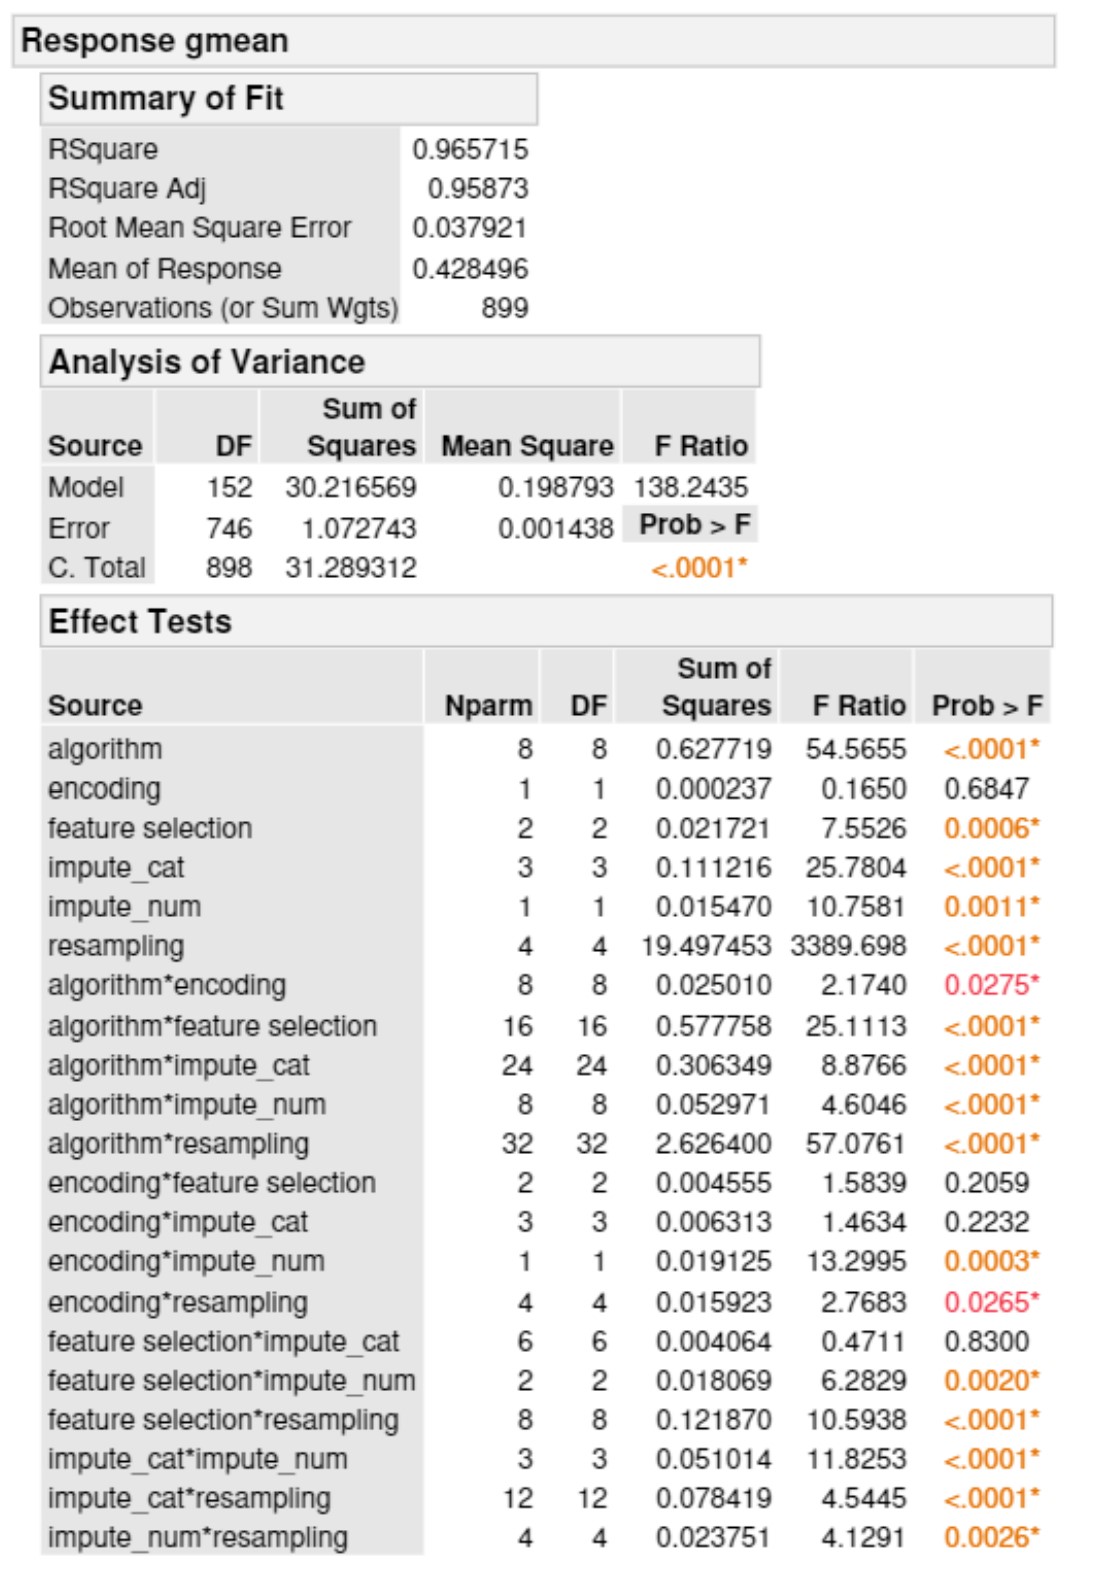 Response gmean
Summary of Fit
RSquare 0.965715
RSquare Adj 0.95873
Root Mean Square Error 0.037921
Mean of Response 0.428496
Observations (or Sum Wgts) 899
Analysis of Variance
Sum of
Source DF Squares Mean Square F Ratio
Model 152 30.216569 0.198793 138.2435
Error 746 1.072743 0.001438 Prob > F
C. Total 898 31.289312 <.0001*
Effect Tests
Sum of
Source Nparm DF Squares F Ratio Prob > F
algorithm 8 8 0.627719 54.5655 <.0001*
encoding 1 1 0.000237 0.1650 0.6847
feature selection 2 2 0.021721 7.5526 0.0006*
impute_cat 3 3 0.111216 25.7804 <.0001*
impute_num 1 1 0.015470 10.7581 0.0011*
resampling 4 4 19.497453 3389.698 <.0001*
algorithm*encoding 8 8 0.025010 2.1740 0.0275*
algorithm*feature selection 16 16 0.577758 25.1113 <.0001*
algorithm*impute_cat 24 24 0.306349 8.8766 <.0001*
algorithm*impute_num 8 8 0.052971 4.6046 <.0001*
algorithm*resampling 32 32 2.626400 57.0761 <.0001*
encoding*feature selection 2 2 0.004555 1.5839 0.2059
encoding*impute_cat 3 3 0.006313 1.4634 0.2232
encoding*impute_num 1 1 0.019125 13.2995 0.0003*
encoding*resampling 4 4 0.015923 2.7683 0.0265*
feature selection*impute_cat 6 6 0.004064 0.4711 0.8300
feature selection*impute_num 2 2 0.018069 6.2829 0.0020*
feature selection*resampling 8 8 0.121870 10.5938 <.0001*
impute_cat*impute_num 3 3 0.051014 11.8253 <.0001*
impute_cat*resampling 12 12 0.078419 4.5445 <.0001*
impute_num*resampling 4 4 0.023751 4.1291 0.0026*